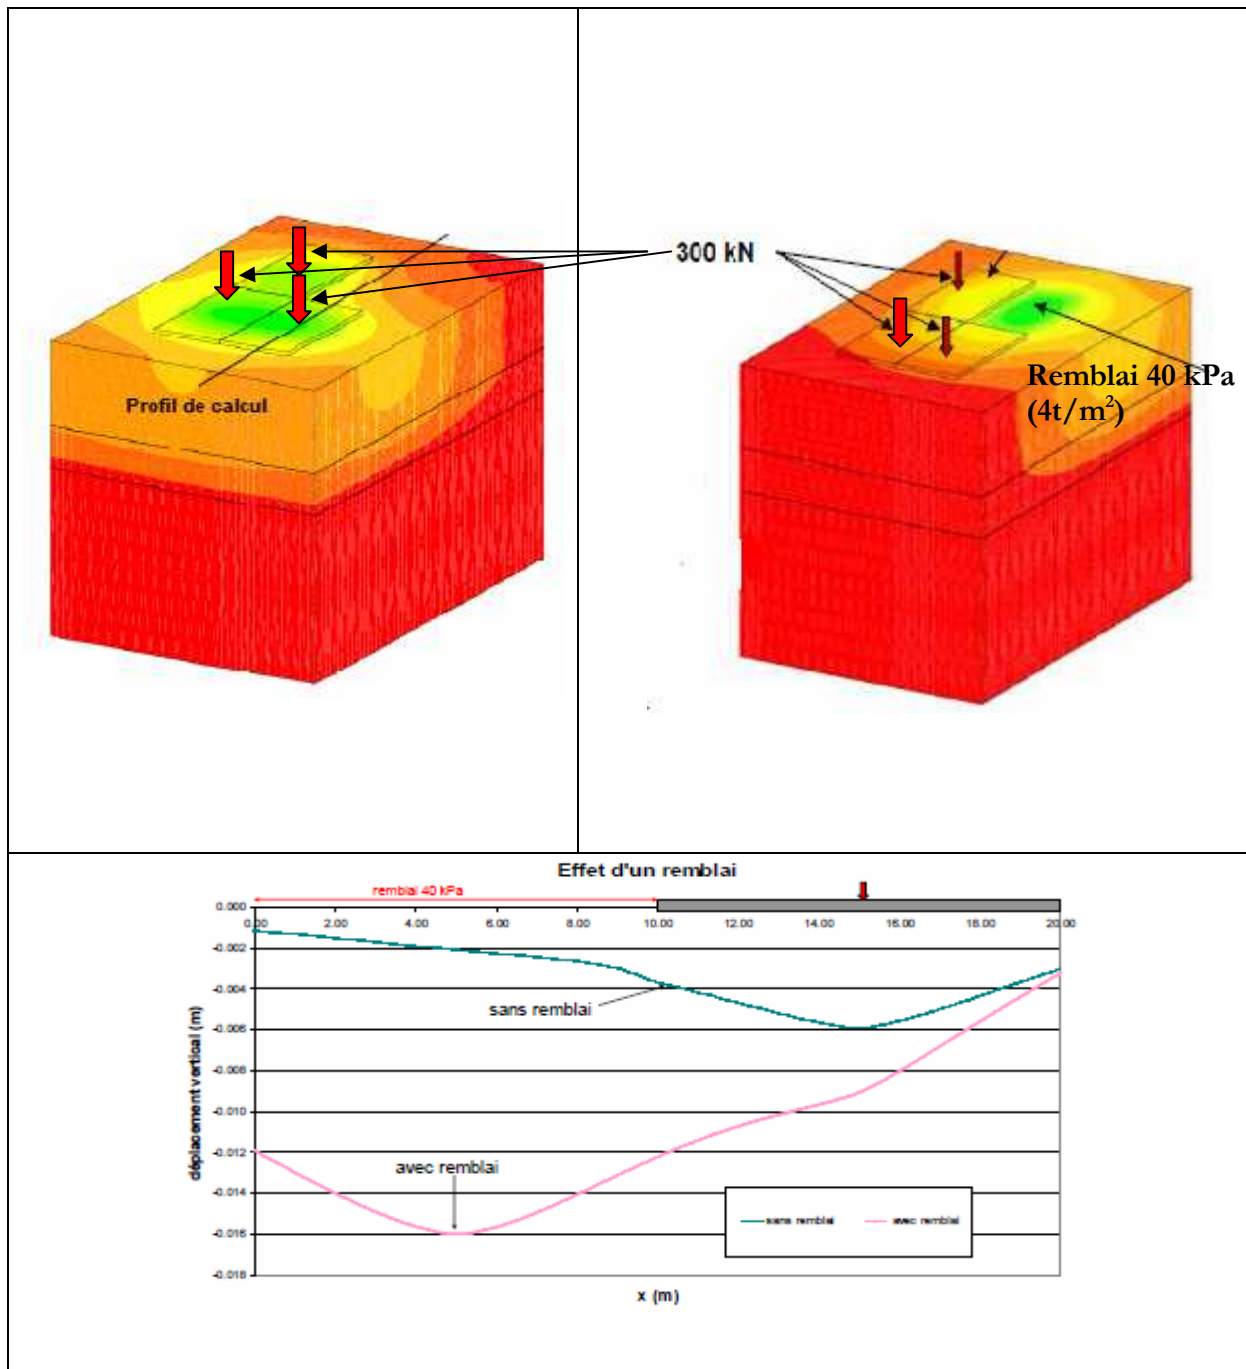 300 kN
Profil de calcul
Remblai 40 kPa
(4t/m²)
Effet d'un remblai
remblai 40 kPa
0.000
0.00 2.00 4.00 6.00 8.00 10.00 12.00 14.00 16.00 18.00 20.00
-0.002
-0.004
sans remblai
-0.006
-0.008
-0.010
-0.012
avec remblai
-0.014
-0.016
-0.018
déplacement vertical (m)
sans remblai avec remblai
x (m)